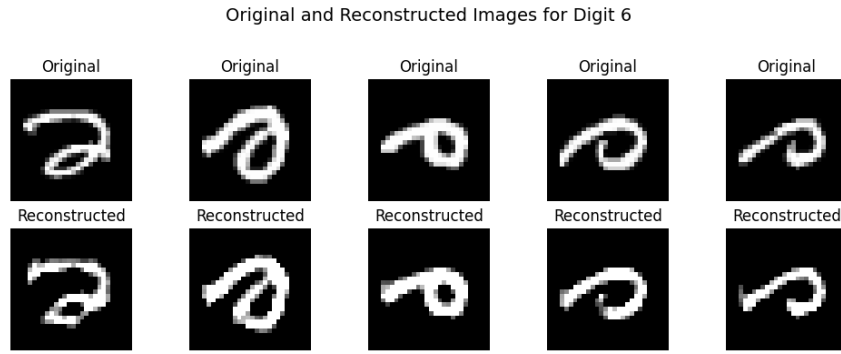 Original and Reconstructed Images for Digit 6
Original Original Original Original Original
Reconstructed Reconstructed Reconstructed Reconstructed Reconstructed